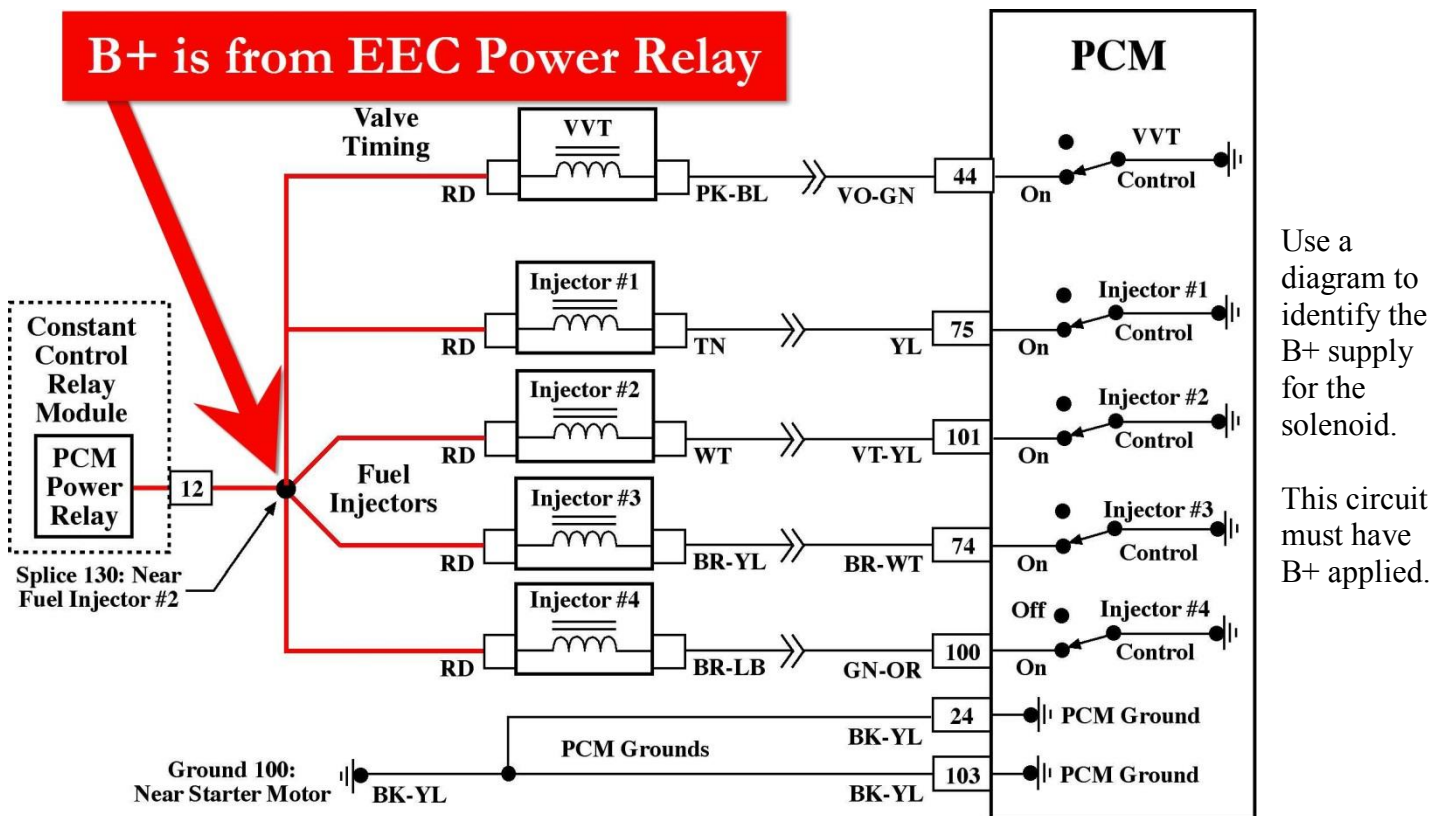 B+ is from EEC Power Relay
PCM
Valve
Timing
VVT
RD
PK-BL
VO-GN
44
On
VVT
Control
Injector #1
RD
TN
YL
75
On
Injector #1
Control
Constant
Control
Relay
Module
PCM
Power
Relay
12
Injector #2
RD
WT
VT-YL
101
On
Injector #2
Control
Fuel
Injectors
Injector #3
RD
BR-YL
BR-WT
74
On
Injector #3
Control
Splice 130: Near
Fuel Injector #2
Injector #4
RD
BR-LB
GN-OR
100
Off
On
Injector #4
Control
24
BK-YL
PCM Ground
PCM Grounds
Ground 100:
Near Starter Motor
BK-YL
BK-YL
103
PCM Ground
Use a
diagram to
identify the
B+ supply
for the
solenoid.
This circuit
must have
B+ applied.